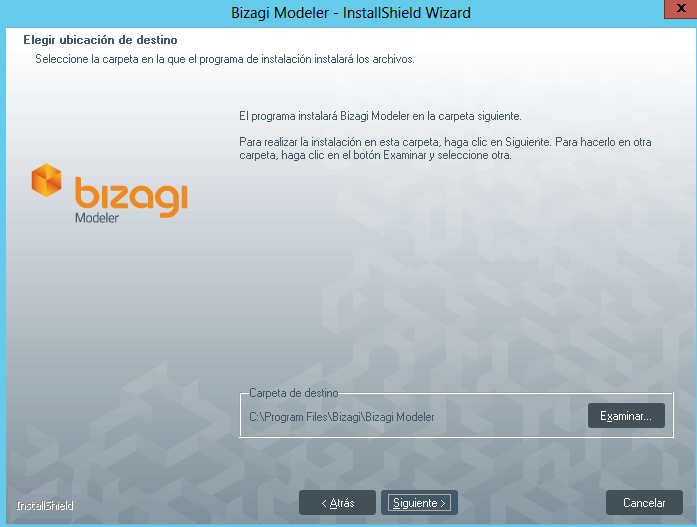 Bizagi Modeler - InstallShield Wizard
x
Elegir ubicación de destino
Seleccione la carpeta en la que el programa de instalación instalará los archivos.
El programa instalará Bizagi Modeler en la carpeta siguiente.
Para realizar la instalación en esta carpeta, haga clic en Siguiente. Para hacerlo en otra
carpeta, haga clic en el botón Examinar y seleccione otra.
bizagi
Modeler
Carpeta de destino
C:\Program Files\Bizagi\Bizagi Modeler
Examinar...
InstallShield
< Atrás
Siguiente >
Cancelar